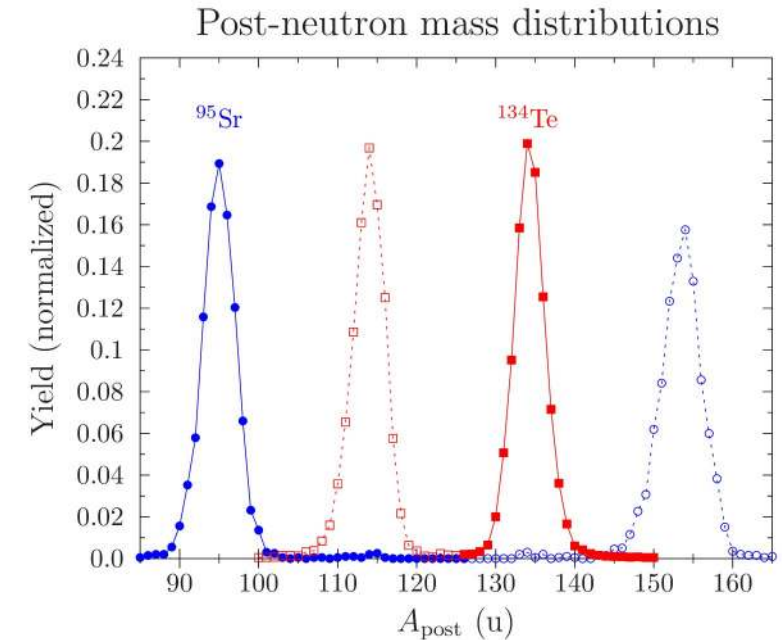 Post-neutron mass distributions
0.24
0.22
0.2
0.18
0.16
0.14
0.12
0.1
0.08
0.06
0.04
0.02
0.0
Yield (normalized)
⁹⁵Sr
¹³⁴Te
90 100 110 120 130 140 150 160
A_post (u)